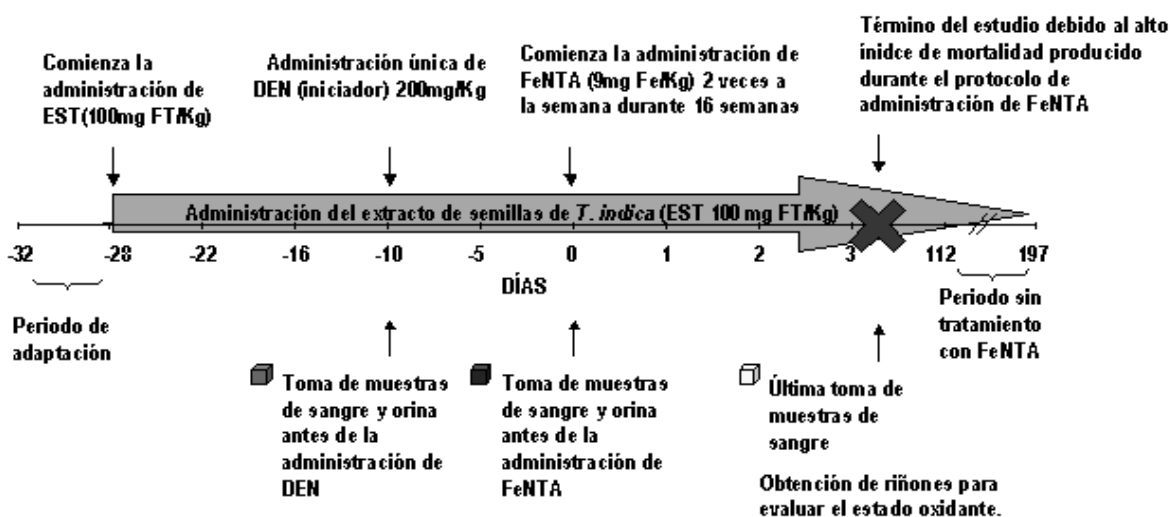 Comienza la
administración de
EST(100mg FT/Kg)
Administración única de
DEN (iniciador) 200mg/Kg
Comienza la administración de
FeNTA (9mg Fe/Kg) 2 veces a
la semana durante 16 semanas
Término del estudio debido al alto
ínidce de mortalidad producido
durante el protocolo de
administración de FeNTA
Administración del extracto de semillas de T. indica (EST 100 mg FT/Kg)
-32 -28 -22 -16 -10 -5 0 1 2 3 112 197
DÍAS
Periodo de
adaptación
Periodo sin
tratamiento
con FeNTA
Toma de muestras
de sangre y orina
antes de la
administración de
DEN
Toma de muestras
de sangre y orina
antes de la
administración de
FeNTA
Última toma de
muestras de
sangre
Obtención de riñones para
evaluar el estado oxidante.